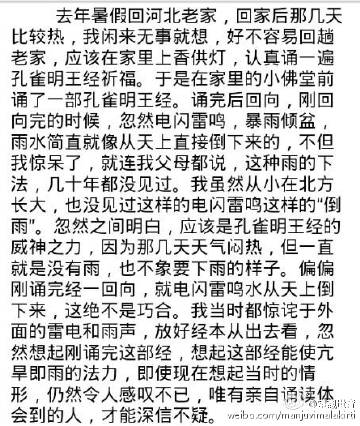 去年暑假回河北老家，回家后那几天
比较热，我闲来无事就想，好不容易回趟
老家，应该在家里上香供灯，认真诵一遍
孔雀明王经祈福。于是在家里的小佛堂前
诵了一部孔雀明王经。诵完后回向，刚回
向完的时候，忽然电闪雷鸣，暴雨倾盆，
雨水简直就像从天上直接倒下来的，不但
我惊呆了，就连我父母都说，这种雨的下
法，几十年都没见过。我虽然从小在北方
长大，也没见过这样的电闪雷鸣这样的“倒
雨”。忽然之间明白，应该是孔雀明王经的
威神之力，因为那几天天气闷热，但一直
就是没有雨，也不象要下雨的样子。偏偏
刚诵完经一回向，就电闪雷鸣水从天上倒
下来，这绝不是巧合。我当时都惊诧于外
面的雷电和雨声，放好经本从出去看，忽
然想起刚诵完这部经，想起这部经能使亢
旱即雨的法力，即使现在想起当时的情
形，仍然令人感叹不已，唯有亲自诵读体
会到的人，才能深信不疑。
weibo.com/manjuvimalakirti